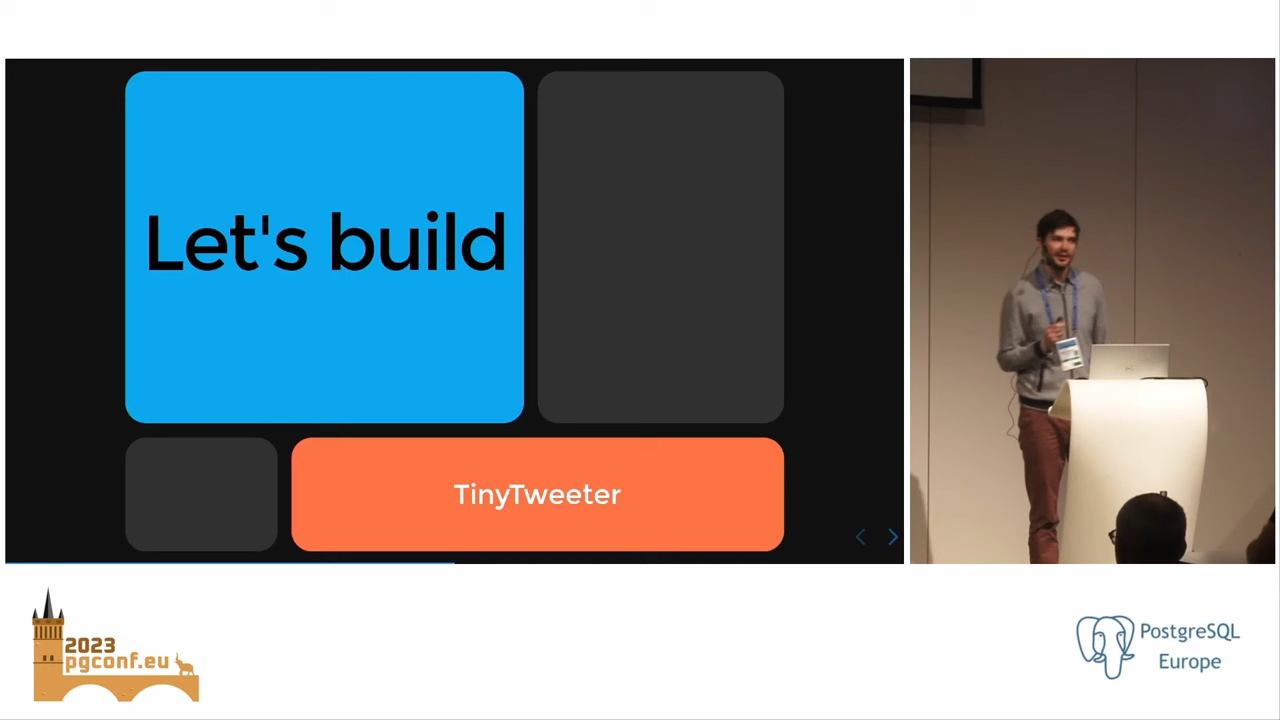 Let's build
TinyTweeter
2023
pgconf.eu
PostgreSQL
Europe